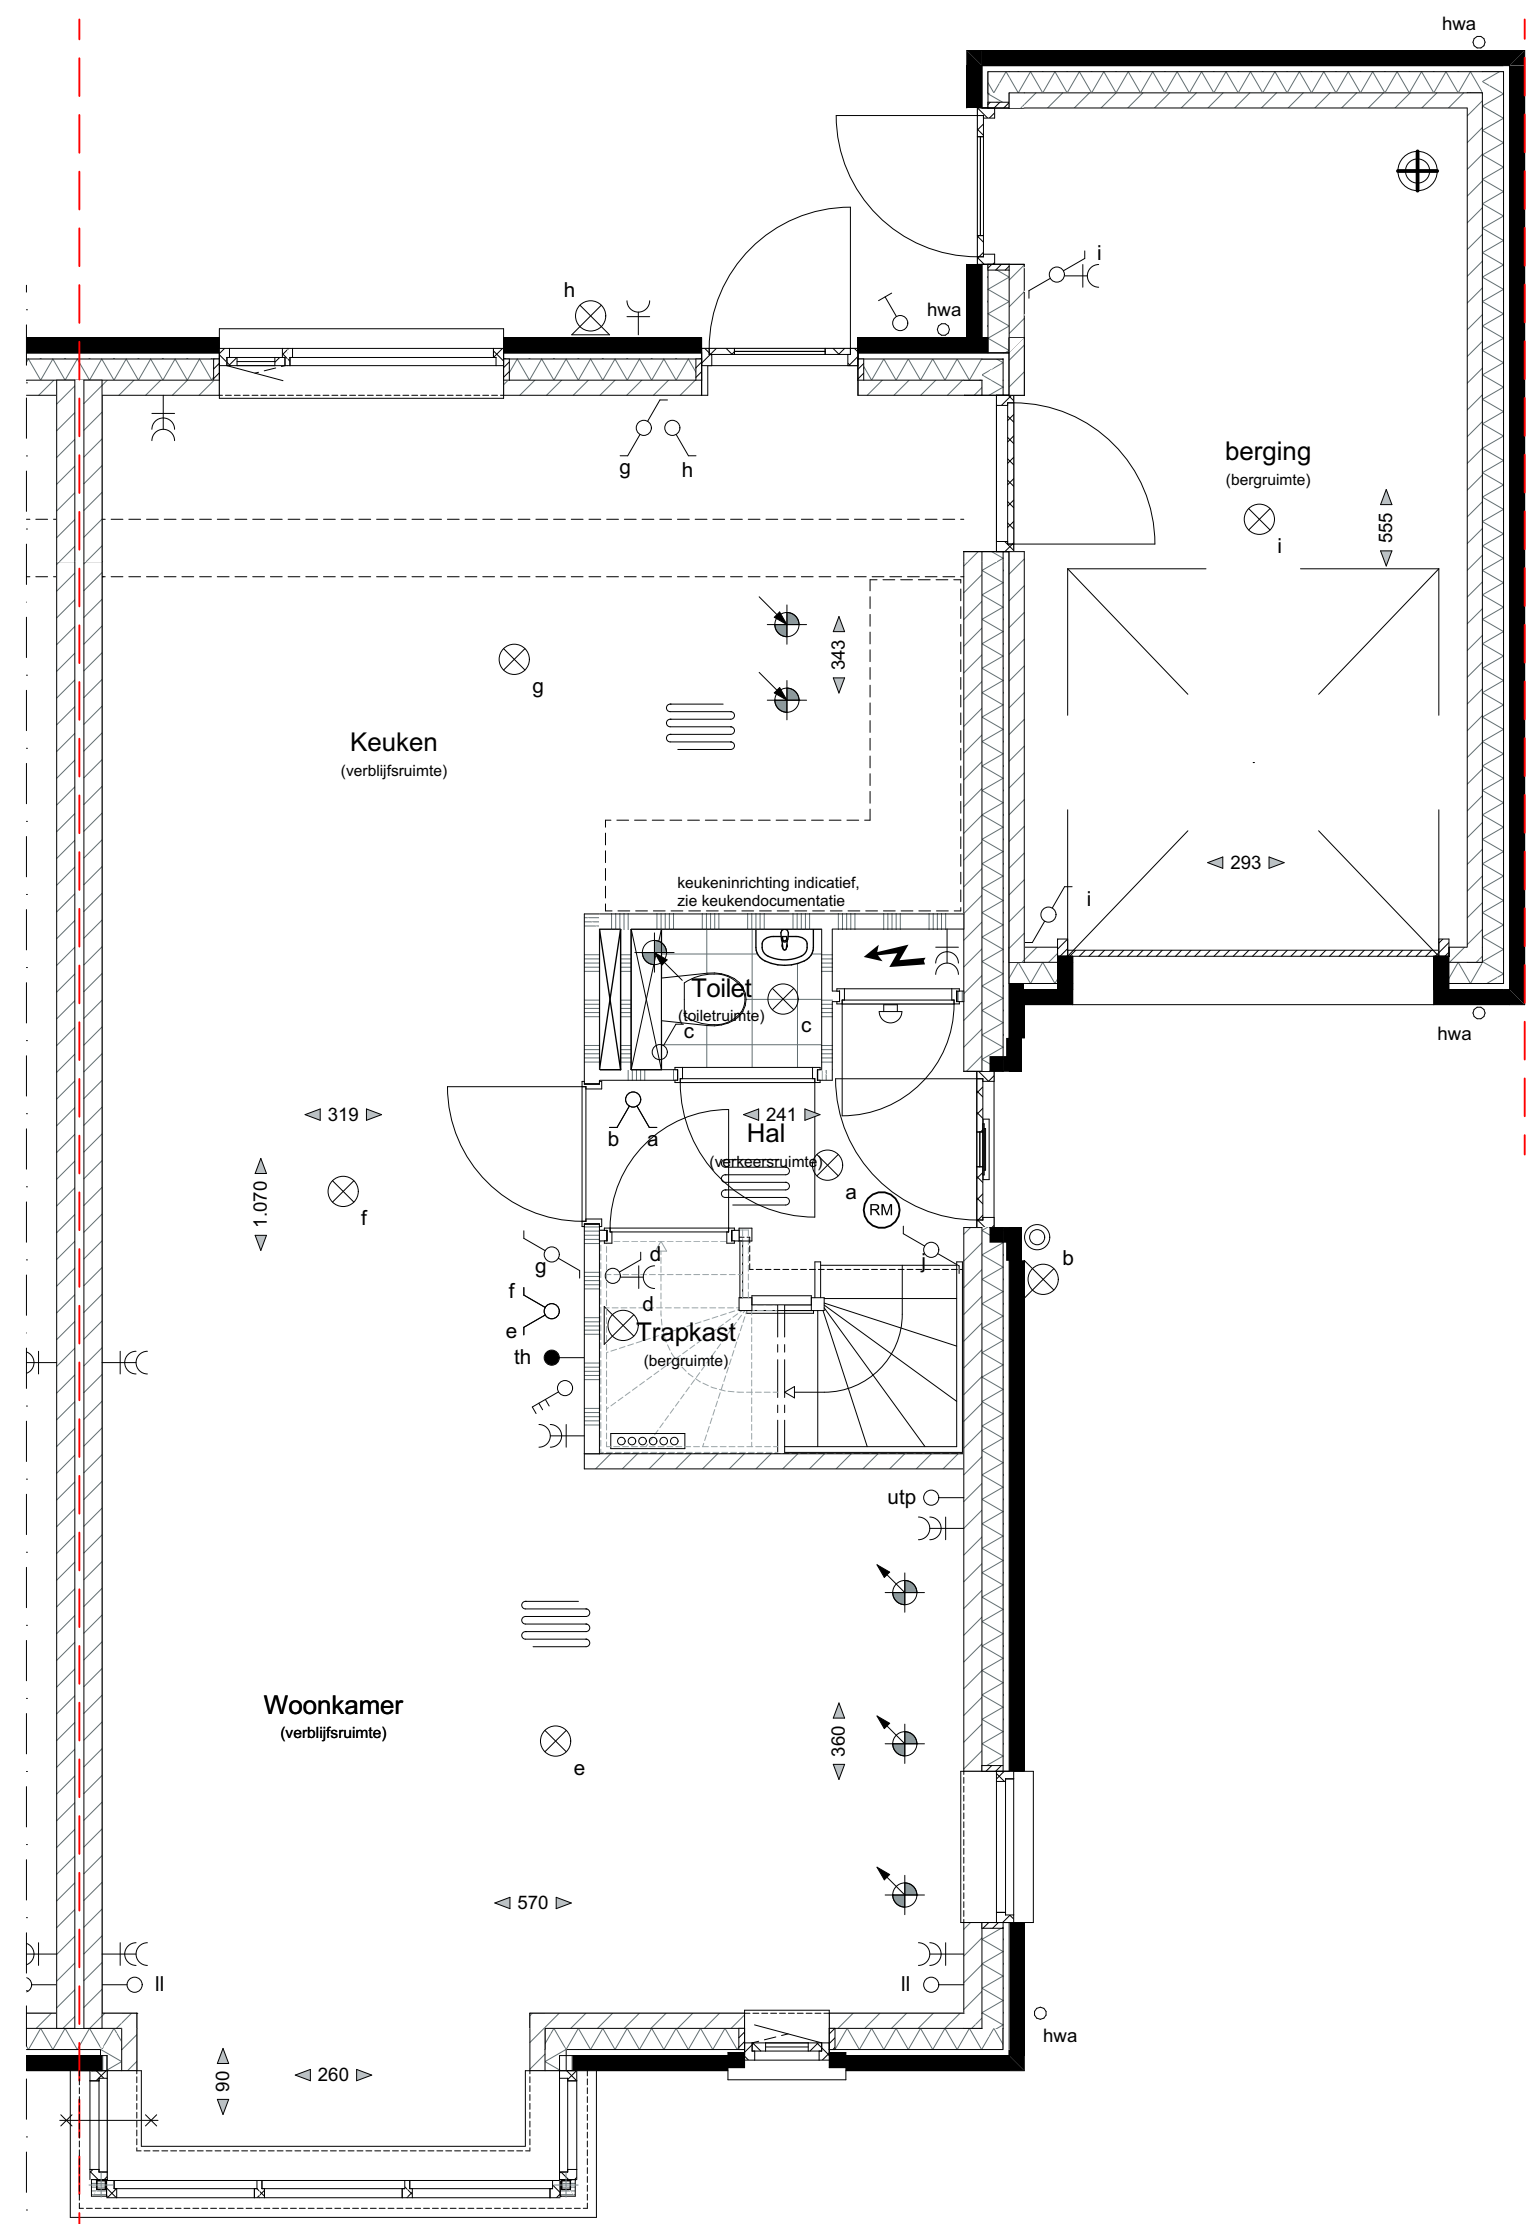 hwa
i
h
hwa
g
h
berging
(bergruimte)
i
555
343
g
Keuken
(verblijfsruimte)
293
keukeninrichting indicatief,
zie keukendocumentatie
i
Toilet
(toiletruimte)
c
c
hwa
319
241
b
a
Hal
(verkeersruimte)
a
RM
1.070
f
g
d
j
b
f
d
e
Trapkast
(bergruimte)
th
utp
Woonkamer
(verblijfsruimte)
e
360
570
ll
ll
hwa
90
260